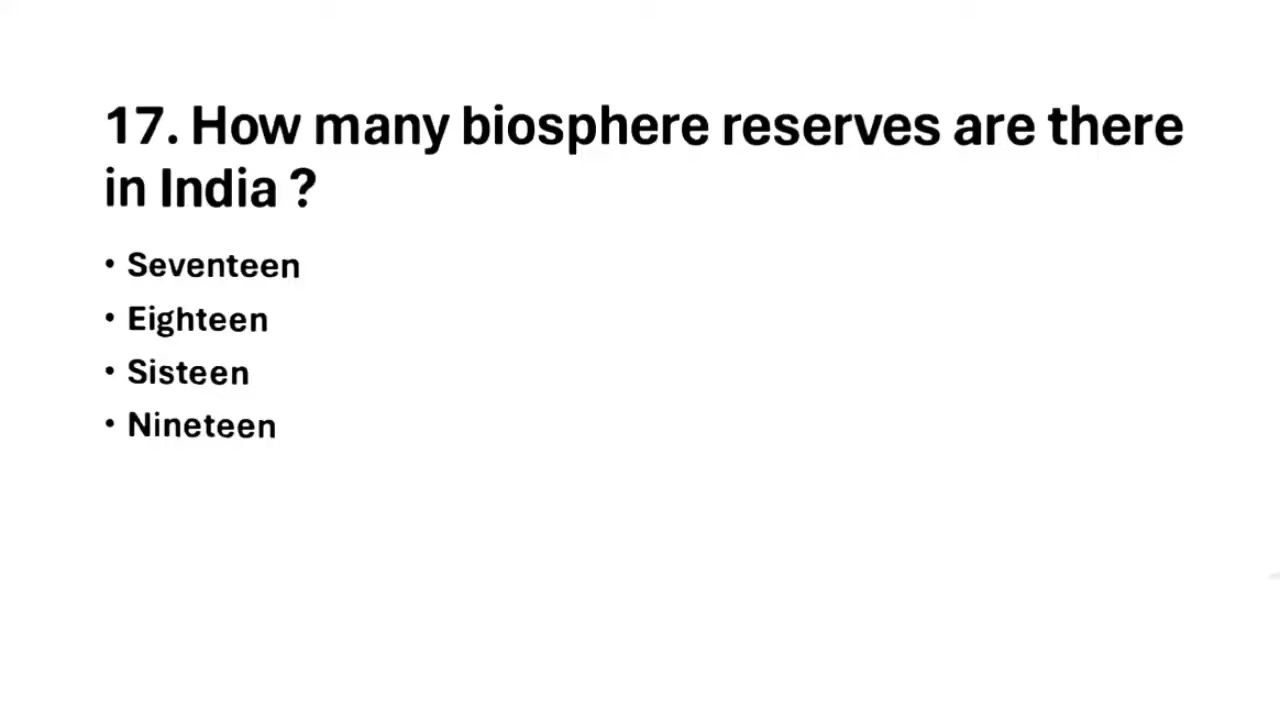 17. How many biosphere reserves are there
in India ?
• Seventeen
• Eighteen
• Sisteen
• Nineteen